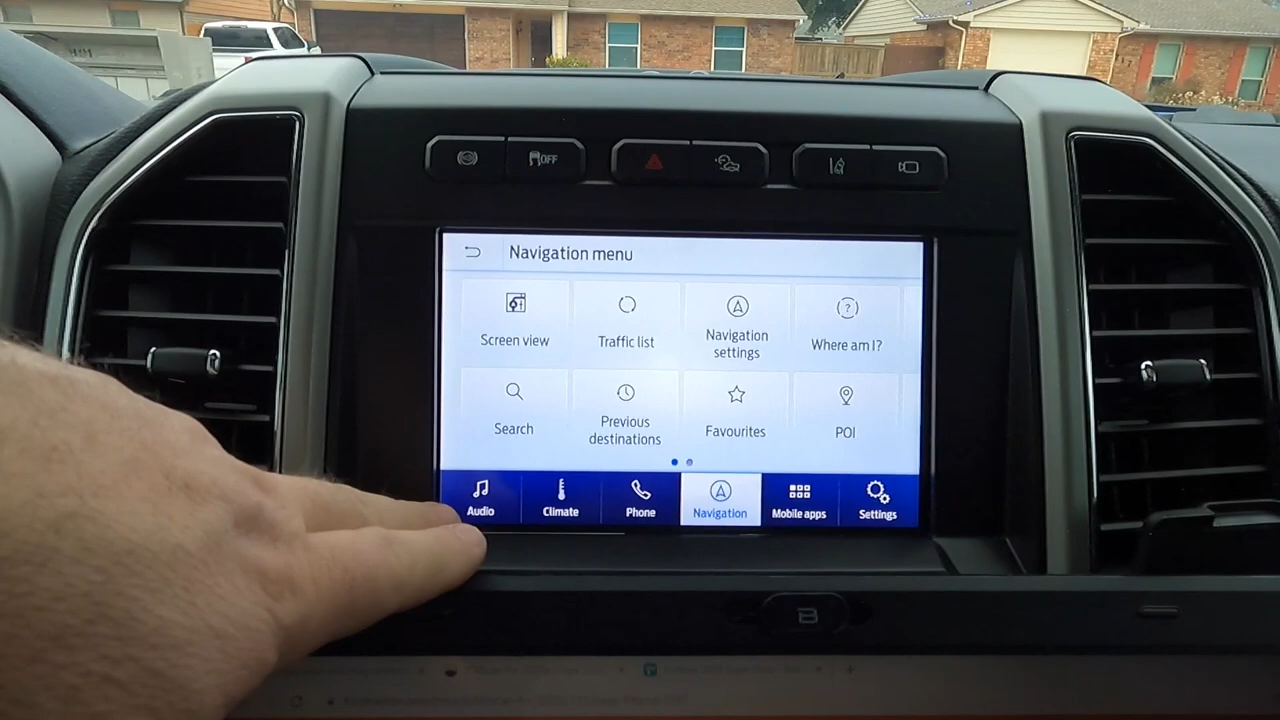 OFF
Navigation menu
Screen view
Traffic list
Navigation
settings
Where am I?
Search
Previous
destinations
Favourites
POI
Audio
Climate
Phone
Navigation
Mobile apps
Settings